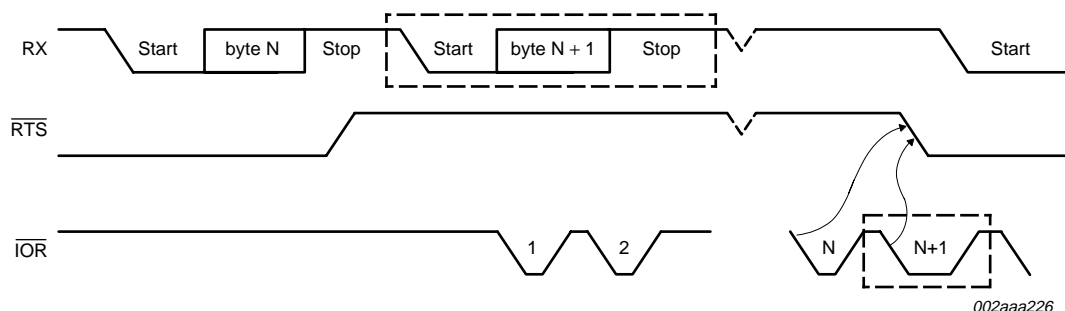 RX Start byte N Stop Start byte N + 1 Stop Start
RTS
IOR 1 2 N N+1
002aaa226